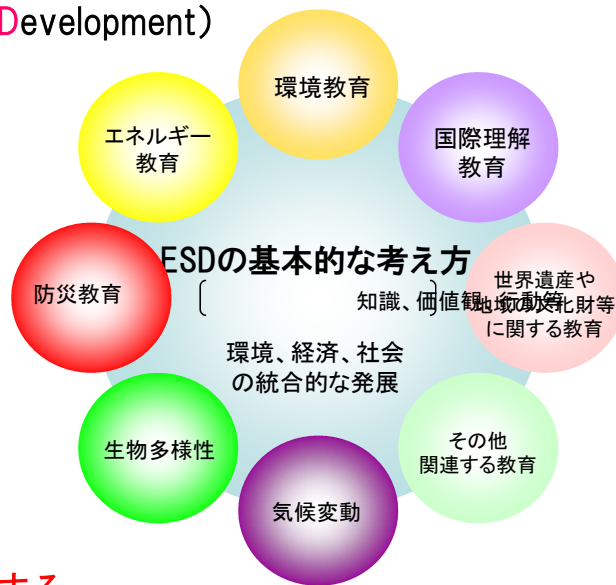 Development)
環境教育
エネルギー
教育
国際理解
教育
ESDの基本的な考え方
防災教育
知識、価値観、行動等
世界遺産や
地域の文化財等
に関する教育
環境、経済、社会
の統合的な発展
生物多様性
その他
関連する教育
気候変動
する